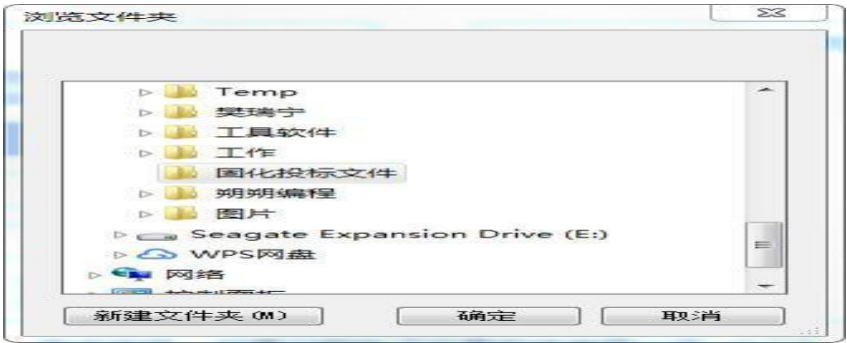 浏览文件夹
Temp
樊瑞宁
工具软件
工作
固化投标文件
朔朔编程
图片
Seagate Expansion Drive (E:)
WPS网盘
网络
新建文件夹(M) 确定 取消